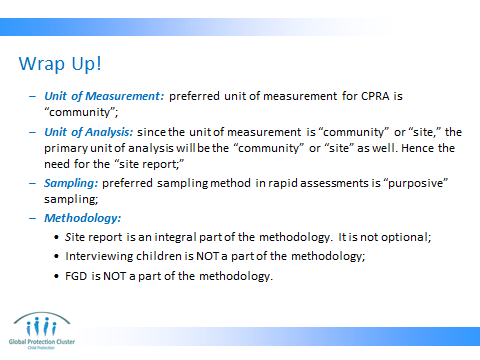 Wrap Up!
– Unit of Measurement: preferred unit of measurement for CPRA is
“community”;
– Unit of Analysis: since the unit of measurement is “community” or “site,” the
primary unit of analysis will be the “community” or “site” as well. Hence the
need for the “site report;”
– Sampling: preferred sampling method in rapid assessments is “purposive”
sampling;
– Methodology:
• Site report is an integral part of the methodology. It is not optional;
• Interviewing children is NOT a part of the methodology;
• FGD is NOT a part of the methodology.
Global Protection Cluster
Child Protection